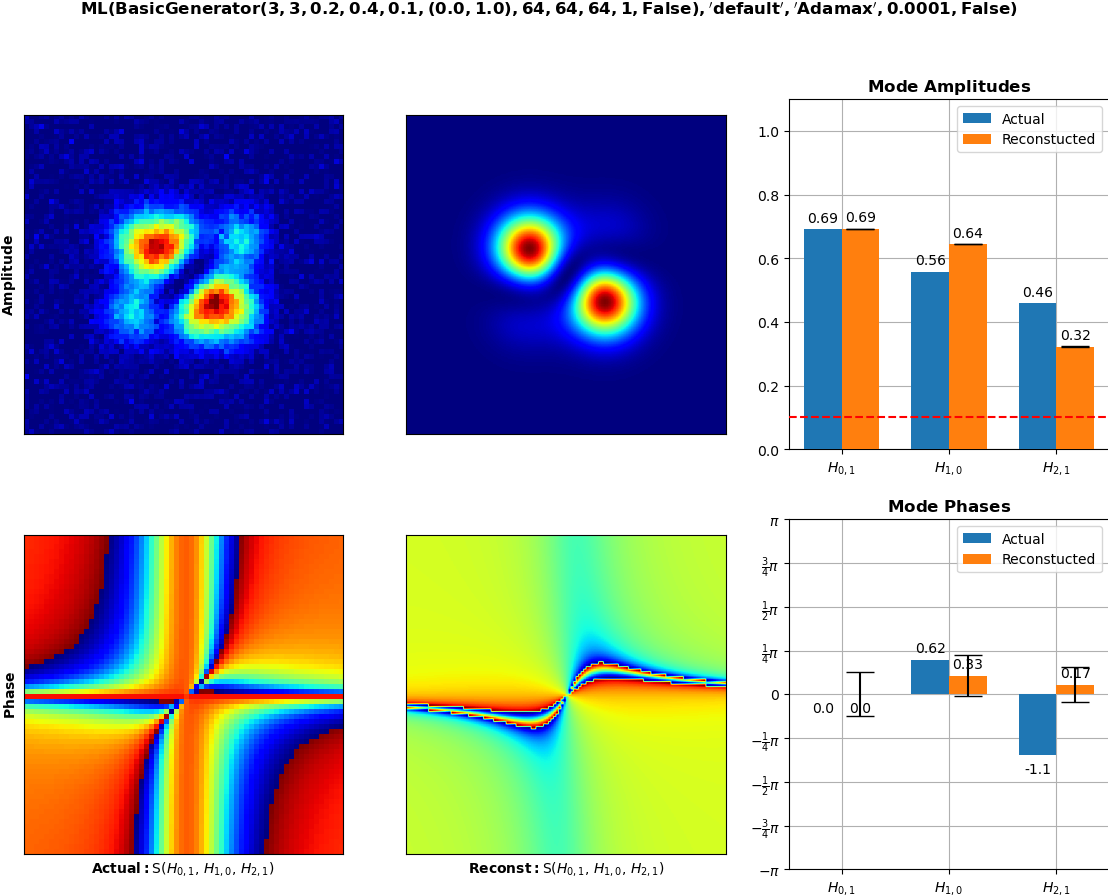 ML(BasicGenerator(3, 3, 0.2, 0.4, 0.1, (0.0, 1.0), 64, 64, 64, 1, False), ′default′, ′Adamax′, 0.0001, False)
Amplitude
Mode Amplitudes
Actual
Reconstucted
1.0
0.8
0.6
0.4
0.2
0.0
0.69
0.69
0.56
0.64
0.46
0.32
H0, 1
H1, 0
H2, 1
Phase
Actual: S(H0, 1, H1, 0, H2, 1)
Reconst: S(H0, 1, H1, 0, H2, 1)
Mode Phases
Actual
Reconstucted
π
3/4π
1/2π
1/4π
0
−1/4π
−1/2π
−3/4π
−π
0.0
0.0
0.62
0.33
-1.1
0.17
H0, 1
H1, 0
H2, 1